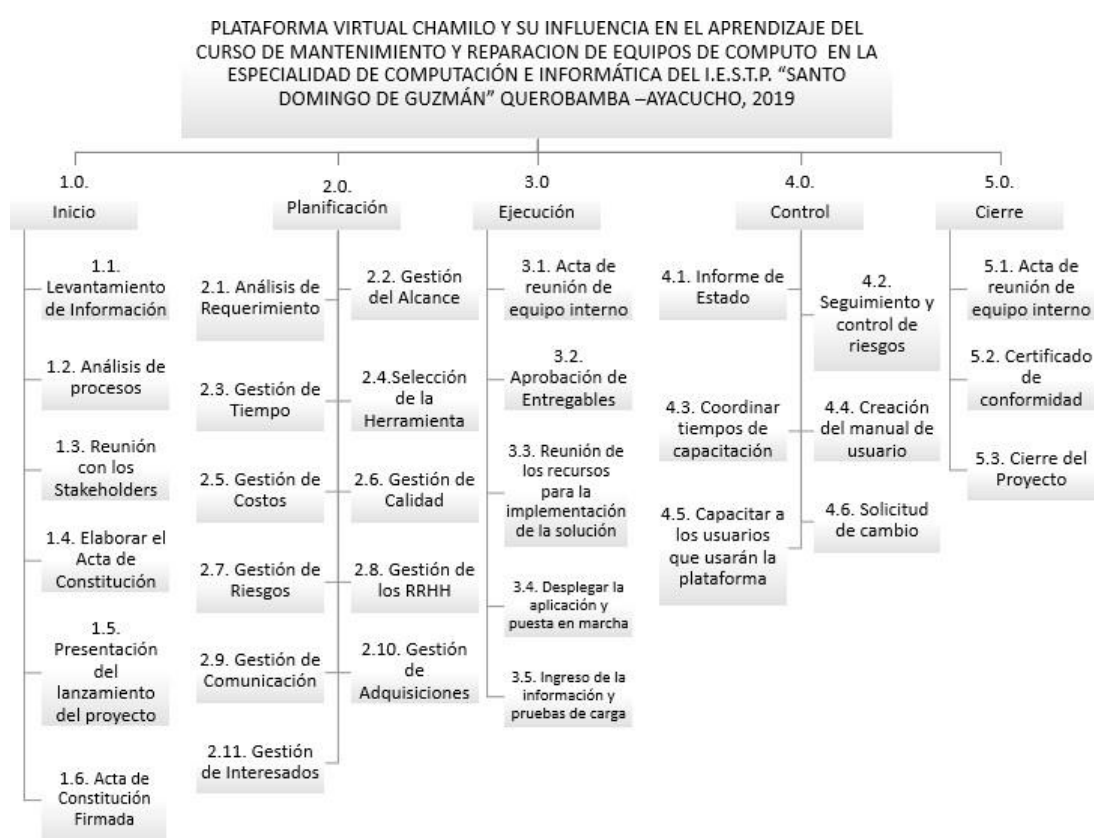 PLATAFORMA VIRTUAL CHAMILO Y SU INFLUENCIA EN EL APRENDIZAJE DEL
CURSO DE MANTENIMIENTO Y REPARACION DE EQUIPOS DE COMPUTO EN LA
ESPECIALIDAD DE COMPUTACIÓN E INFORMÁTICA DEL I.E.S.T.P. “SANTO
DOMINGO DE GUZMÁN” QUEROBAMBA –AYACUCHO, 2019
1.0.
Inicio
1.1.
Levantamiento
de Información
1.2. Análisis de
procesos
1.3. Reunión
con los
Stakeholders
1.4. Elaborar el
Acta de
Constitución
1.5.
Presentación
del
lanzamiento
del proyecto
1.6. Acta de
Constitución
Firmada
2.0.
Planificación
2.1. Análisis de
Requerimiento
2.2. Gestión
del Alcance
2.3. Gestión de
Tiempo
2.4.Selección
de la
Herramienta
2.5. Gestión de
Costos
2.6. Gestión de
Calidad
2.7. Gestión de
Riesgos
2.8. Gestión de
los RRHH
2.9. Gestión de
Comunicación
2.10. Gestión
de
Adquisiciones
2.11. Gestión
de Interesados
3.0
Ejecución
3.1. Acta de
reunión de
equipo interno
3.2.
Aprobación de
Entregables
3.3. Reunión de
los recursos
para la
implementación
de la solución
3.4. Desplegar la
aplicación y
puesta en marcha
3.5. Ingreso de la
información y
pruebas de carga
4.0.
Control
4.1. Informe de
Estado
4.2.
Seguimiento y
control de
riesgos
4.3. Coordinar
tiempos de
capacitación
4.4. Creación
del manual de
usuario
4.5. Capacitar a
los usuarios
que usarán la
plataforma
4.6. Solicitud
de cambio
5.0.
Cierre
5.1. Acta de
reunión de
equipo interno
5.2. Certificado
de
conformidad
5.3. Cierre del
Proyecto